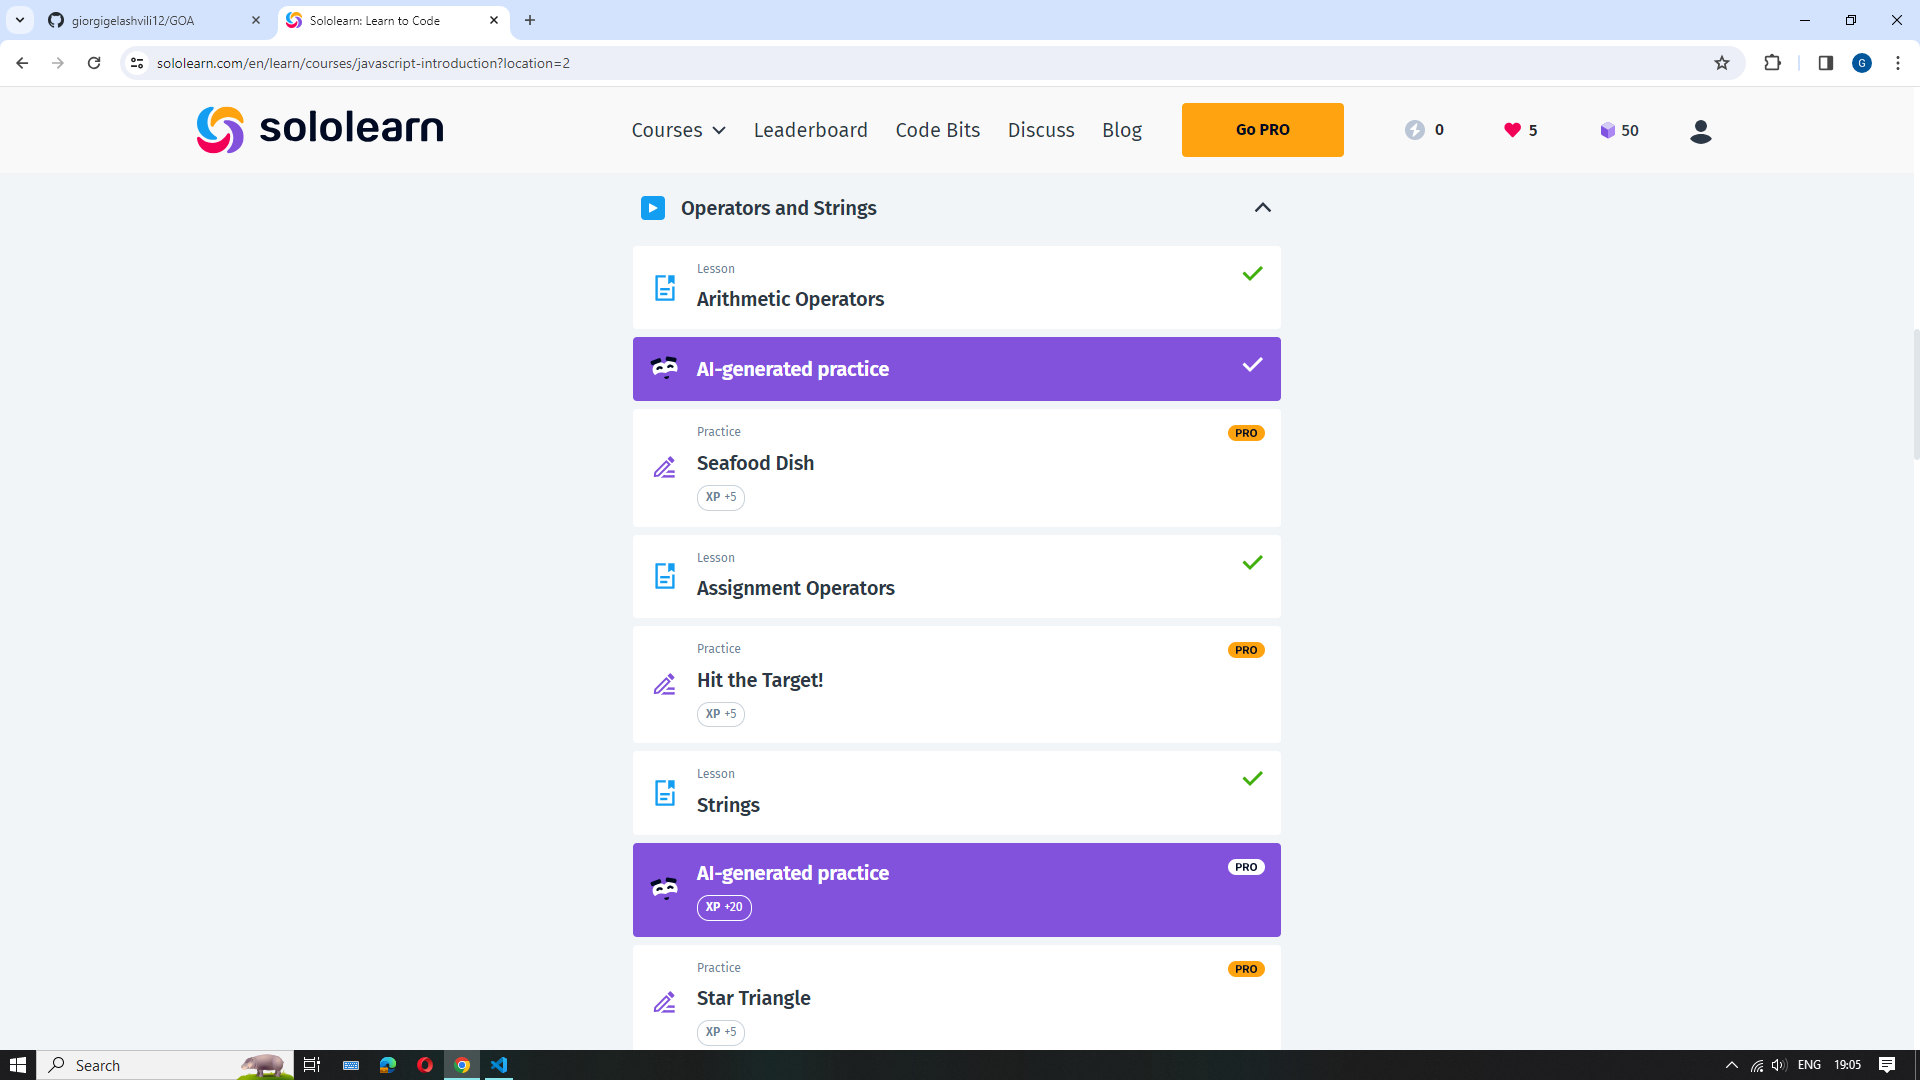 giorgigelashvili12/GOA
Sololearn: Learn to Code
sololearn.com/en/learn/courses/javascript-introduction?location=2
G
sololearn
Courses
Leaderboard
Code Bits
Discuss
Blog
Go PRO
0
5
50
Operators and Strings
Lesson
Arithmetic Operators
AI-generated practice
Practice
PRO
Seafood Dish
XP +5
Lesson
Assignment Operators
Practice
PRO
Hit the Target!
XP +5
Lesson
Strings
AI-generated practice
PRO
XP +20
Practice
PRO
Star Triangle
XP +5
Search
ENG
19:05